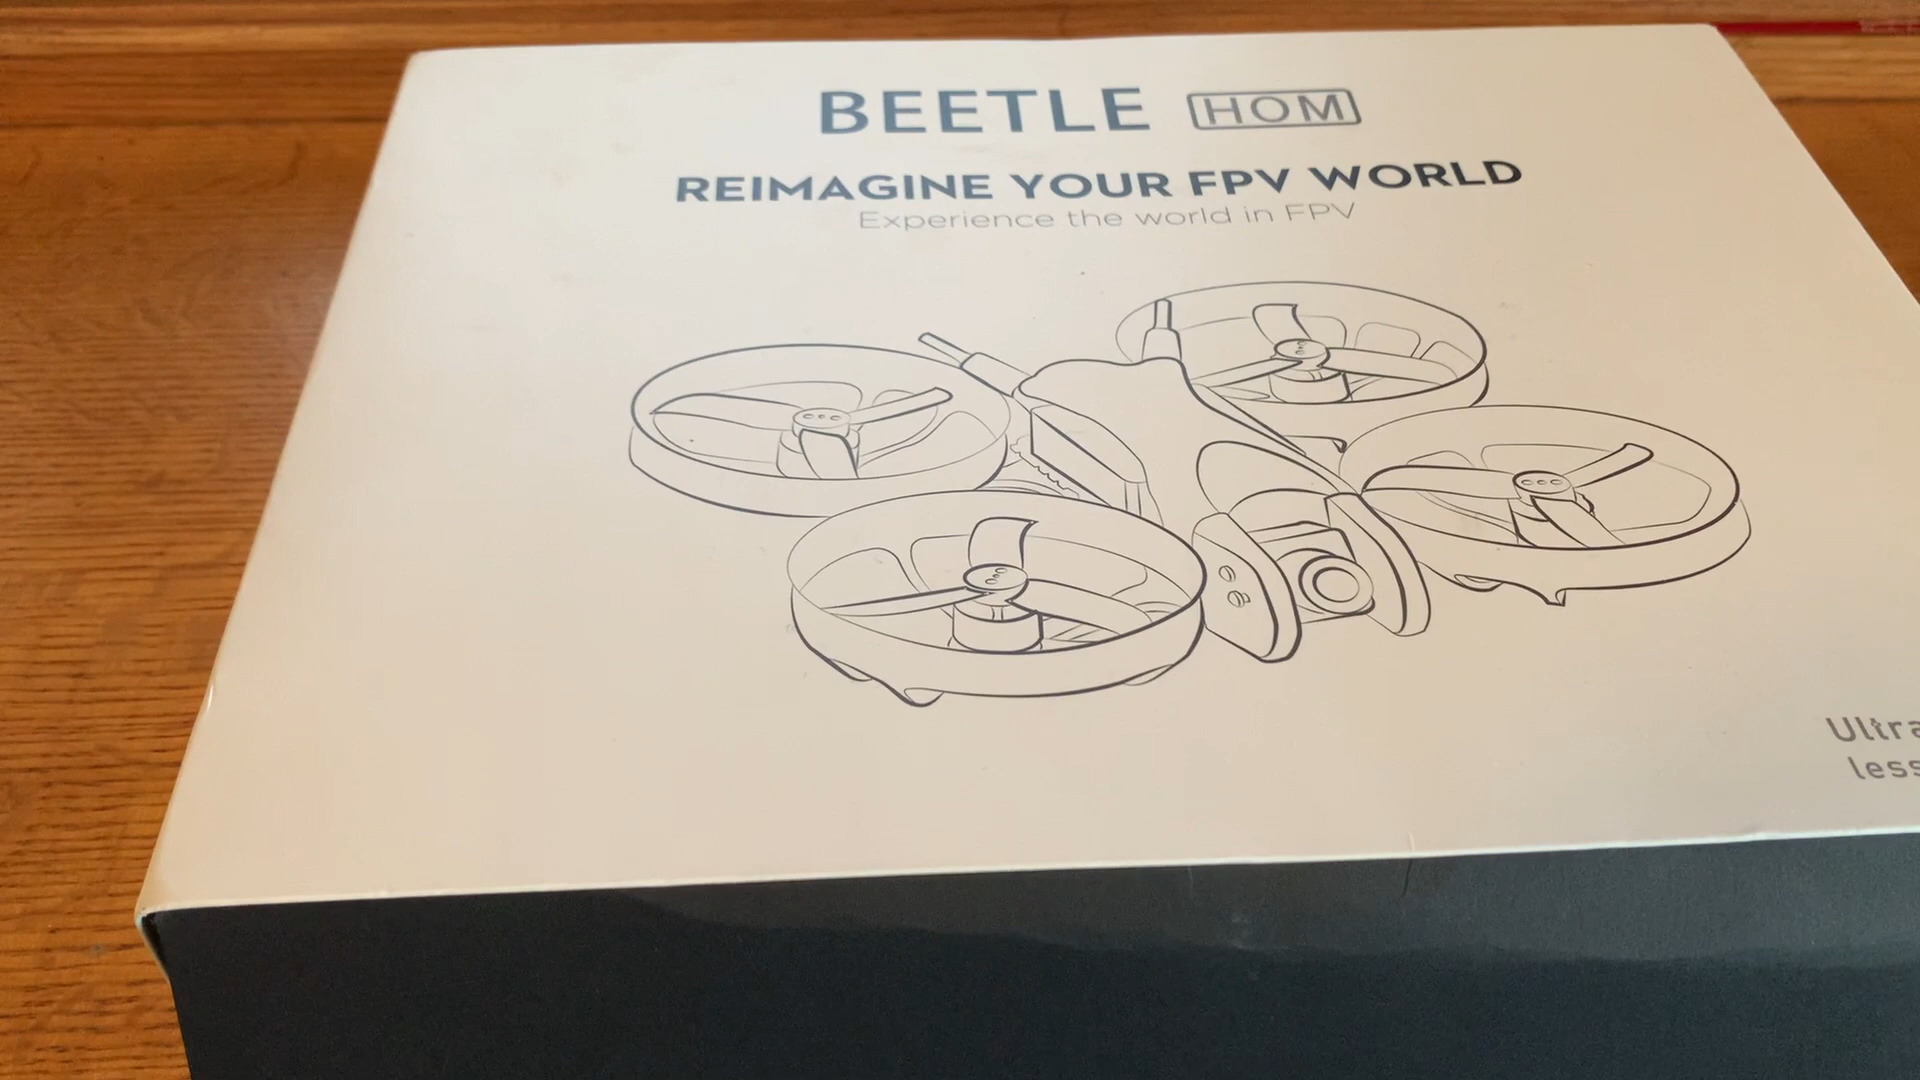 BEETLE HOM
REIMAGINE YOUR FPV WORLD
Experience the world in FPV